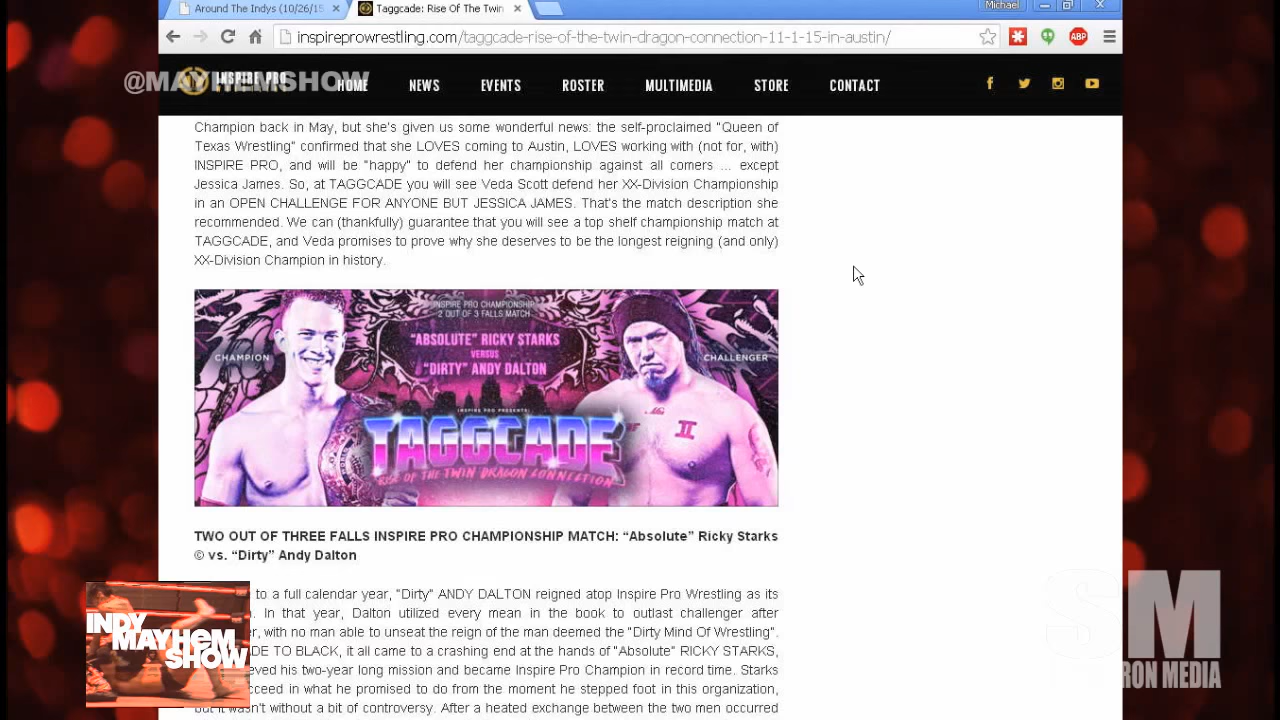 Around The Indys (10/26/15
Taggcade: Rise Of The Twin
Michael
inspireprowrestling.com/taggcade-rise-of-the-twin-dragon-connection-11-1-15-in-austin/
ABP
@MAYHEMSHOW
INSPIRE PRO
HOME NEWS EVENTS ROSTER MULTIMEDIA STORE CONTACT
Champion back in May, but she's given us some wonderful news: the self-proclaimed "Queen of
Texas Wrestling" confirmed that she LOVES coming to Austin, LOVES working with (not for, with)
INSPIRE PRO, and will be "happy" to defend her championship against all comers ... except
Jessica James. So, at TAGGCADE you will see Veda Scott defend her XX-Division Championship
in an OPEN CHALLENGE FOR ANYONE BUT JESSICA JAMES. That's the match description she
recommended. We can (thankfully) guarantee that you will see a top shelf championship match at
TAGGCADE, and Veda promises to prove why she deserves to be the longest reigning (and only)
XX-Division Champion in history.
INSPIRE PRO CHAMPIONSHIP
2 OUT OF 3 FALLS MATCH
"ABSOLUTE" RICKY STARKS
VERSUS
"DIRTY" ANDY DALTON
CHAMPION
CHALLENGER
INSPIRE PRO PRESENTS:
TAGGCADE
RISE OF THE TWIN DRAGON CONNECTION
II
TWO OUT OF THREE FALLS INSPIRE PRO CHAMPIONSHIP MATCH: “Absolute” Ricky Starks
© vs. “Dirty” Andy Dalton
to a full calendar year, "Dirty" ANDY DALTON reigned atop Inspire Pro Wrestling as its
. In that year, Dalton utilized every mean in the book to outlast challenger after
er, with no man able to unseat the reign of the man deemed the "Dirty Mind Of Wrestling".
DE TO BLACK, it all came to a crashing end at the hands of "Absolute" RICKY STARKS,
eved his two-year long mission and became Inspire Pro Champion in record time. Starks
ceed in what he promised to do from the moment he stepped foot in this organization,
but it wasn't without a bit of controversy. After a heated exchange between the two men occurred
INDY
MAYHEM
SHOW
SM
RON MEDIA